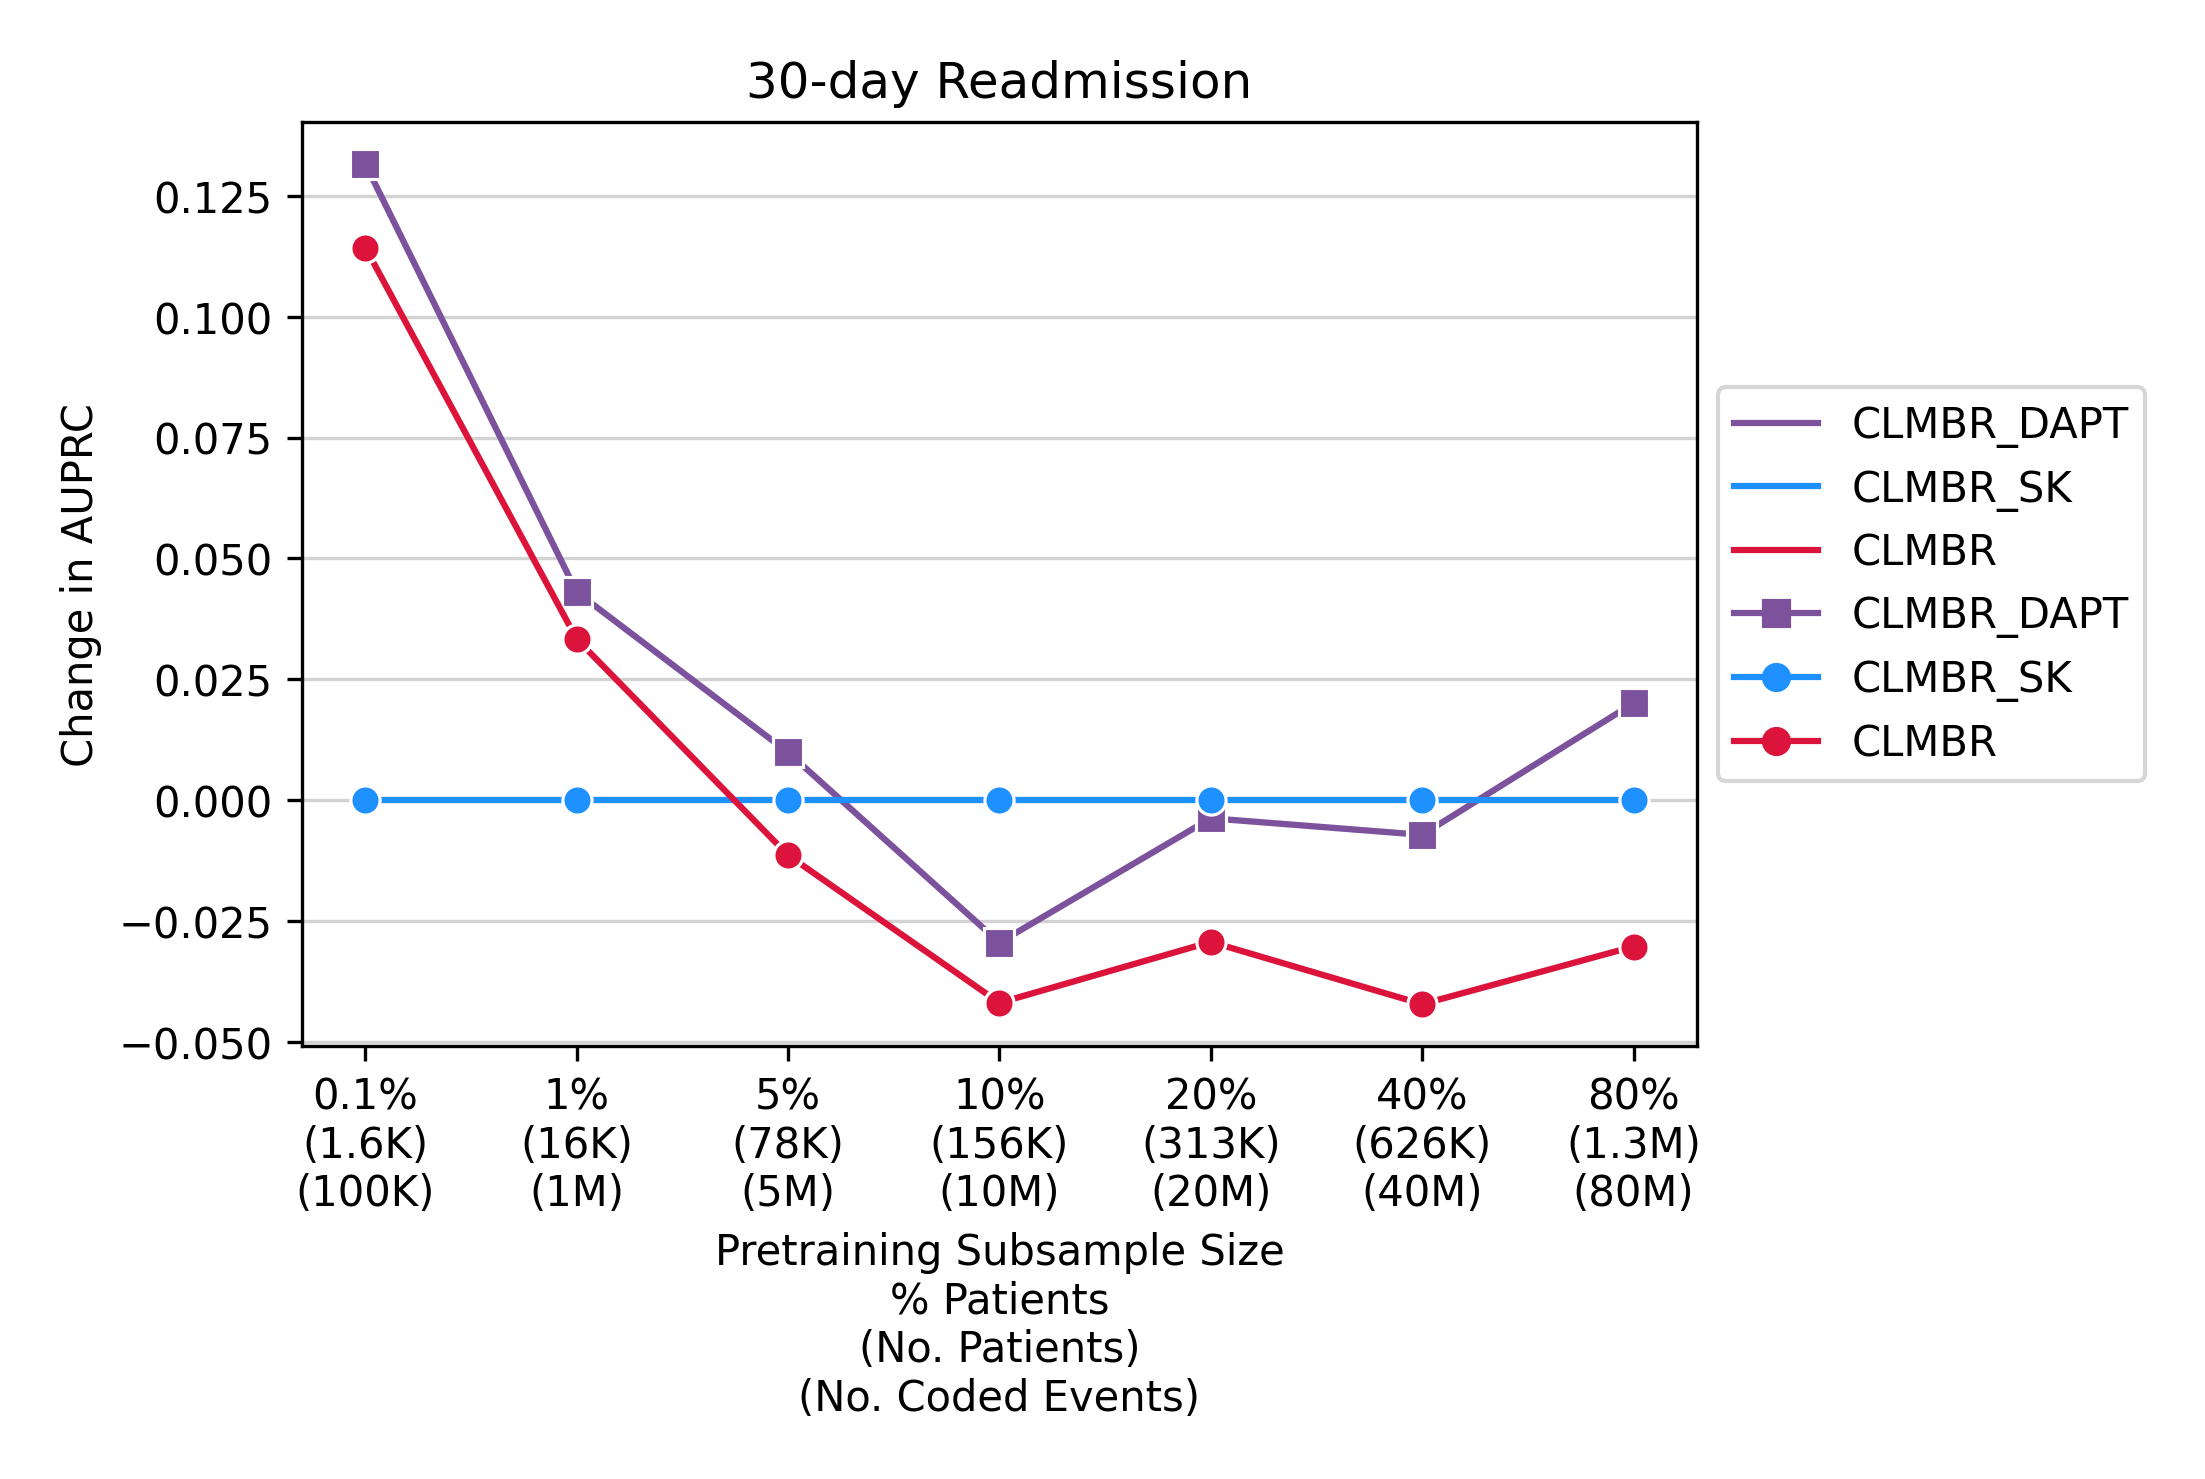 30-day Readmission
Change in AUPRC
0.125
0.100
0.075
0.050
0.025
0.000
−0.025
−0.050
0.1% 1% 5% 10% 20% 40% 80%
(1.6K) (16K) (78K) (156K) (313K) (626K) (1.3M)
(100K) (1M) (5M) (10M) (20M) (40M) (80M)
Pretraining Subsample Size
% Patients
(No. Patients)
(No. Coded Events)
CLMBR_DAPT
CLMBR_SK
CLMBR
CLMBR_DAPT
CLMBR_SK
CLMBR